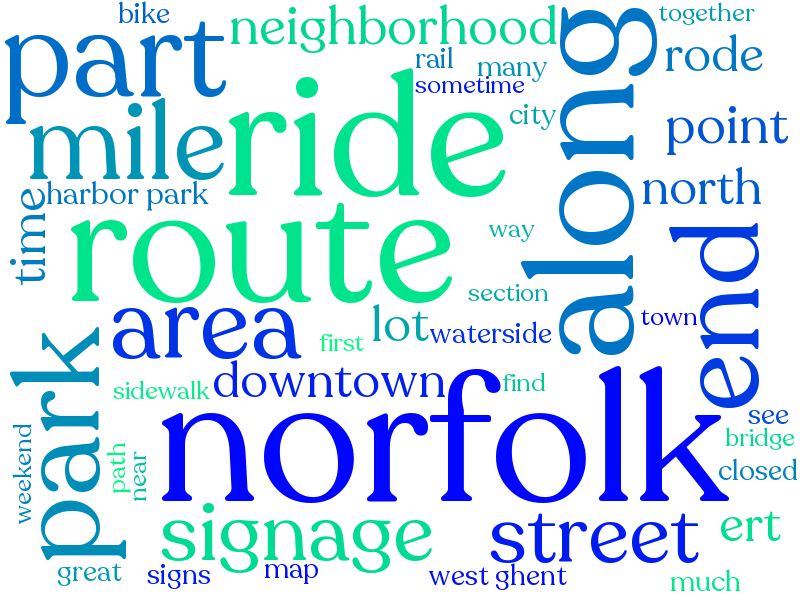 bike
neighborhood
together
part
rail
many
along
rode
sometime
mile
ride
city
point
harbor park
north
time
route
way
end
section
area
lot
waterside
town
first
park
sidewalk
downtown
find
norfolk
see
bridge
weekend
path
near
closed
signage
street
ert
great
signs
map
west ghent
much